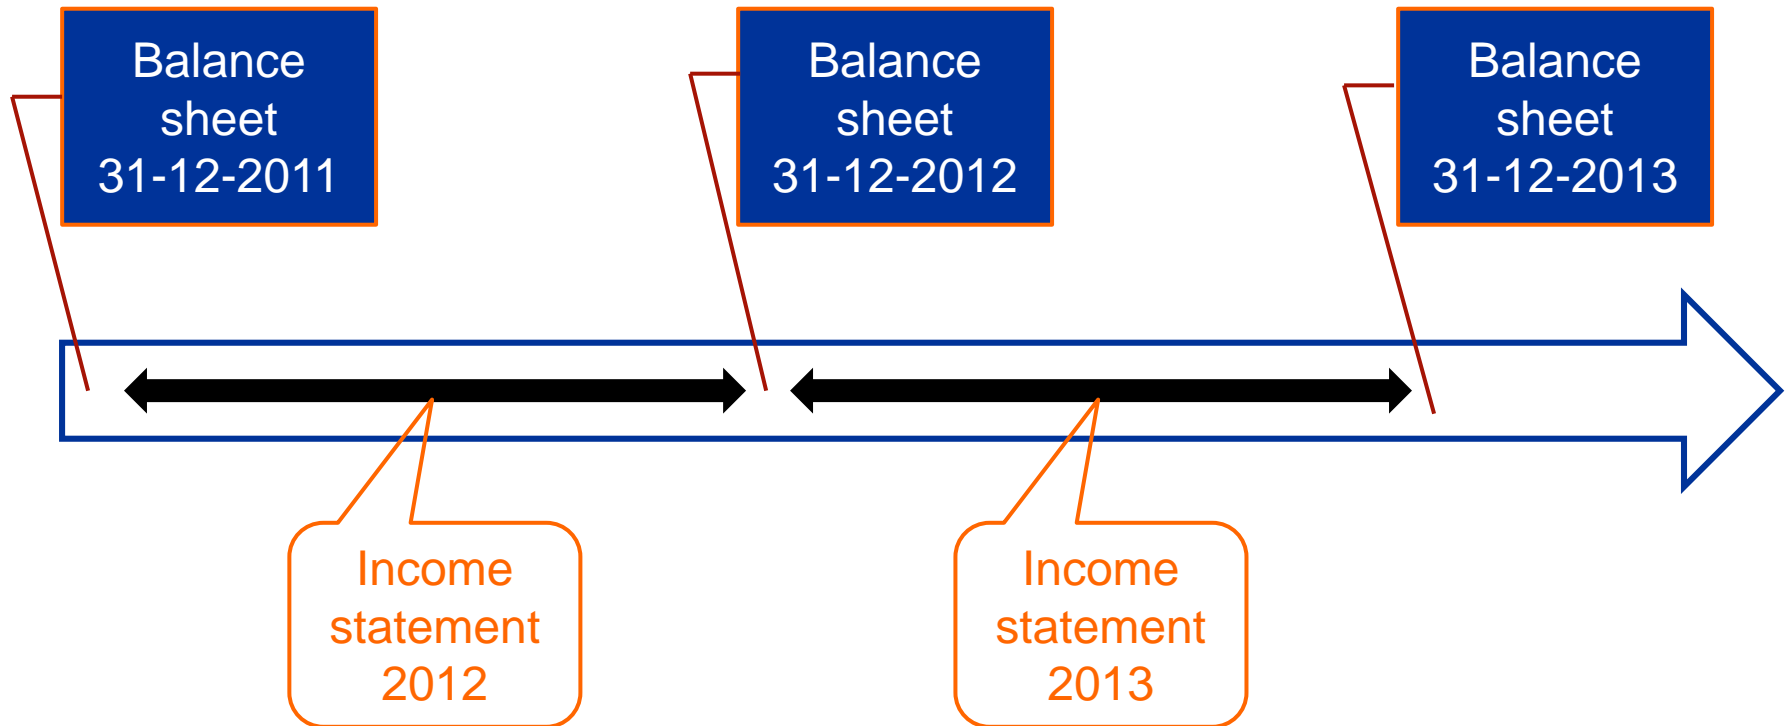 Balance
sheet
31-12-2011
Balance
sheet
31-12-2012
Balance
sheet
31-12-2013
Income
statement
2012
Income
statement
2013